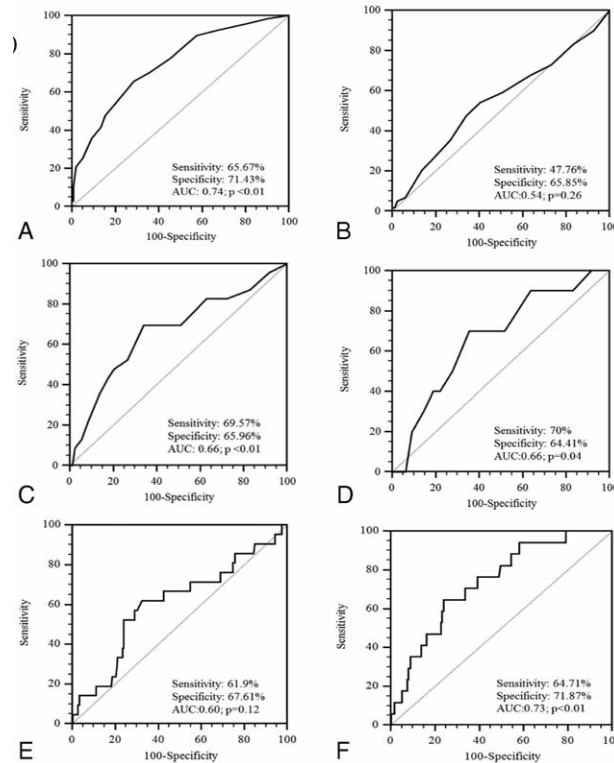 100
80
60
40
20
0
Sensitivity
Sensitivity: 65.67%
Specificity: 71.43%
AUC: 0.74; p <0.01
0 20 40 60 80 100
100-Specificity
A
100
80
60
40
20
0
Sensitivity
Sensitivity: 47.76%
Specificity: 65.85%
AUC:0.54; p=0.26
0 20 40 60 80 100
100-Specificity
B
100
80
60
40
20
0
Sensitivity
Sensitivity: 69.57%
Specificity: 65.96%
AUC: 0.66; p <0.01
0 20 40 60 80 100
100-Specificity
C
100
80
60
40
20
0
Sensitivity
Sensitivity: 70%
Specificity: 64.41%
AUC:0.66; p=0.04
0 20 40 60 80 100
100-Specificity
D
100
80
60
40
20
0
Sensitivity
Sensitivity: 61.9%
Specificity: 67.61%
AUC:0.60; p=0.12
0 20 40 60 80 100
100-Specificity
E
100
80
60
40
20
0
Sensitivity
Sensitivity: 64.71%
Specificity: 71.87%
AUC:0.73; p<0.01
0 20 40 60 80 100
100-Specificity
F